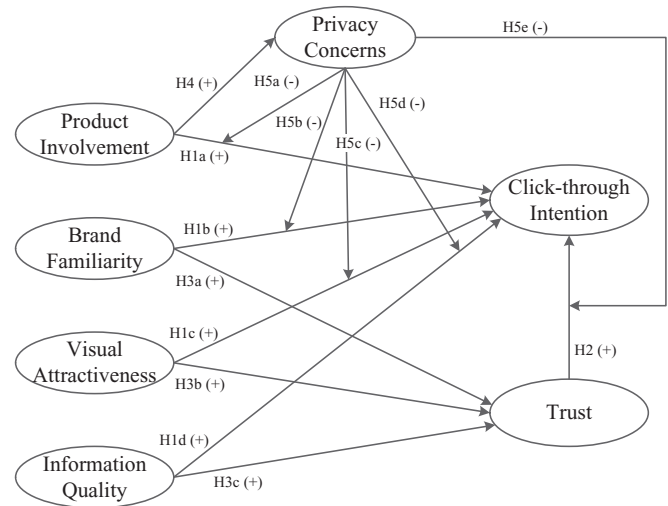 Privacy
Concerns
H5e (-)
H4 (+)
H5a (-)
H5b (-)
H5c (-)
H5d (-)
Product
Involvement
H1a (+)
Click-through
Intention
Brand
Familiarity
H1b (+)
H3a (+)
Visual
Attractiveness
H1c (+)
H3b (+)
H2 (+)
Trust
Information
Quality
H1d (+)
H3c (+)